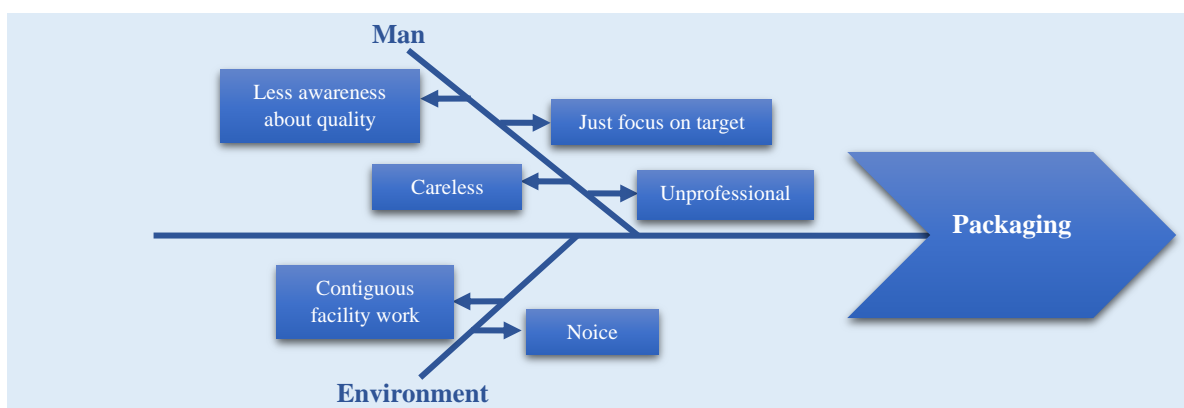 Man
Less awareness
about quality
Just focus on target
Careless
Unprofessional
Packaging
Contiguous
facility work
Noice
Environment